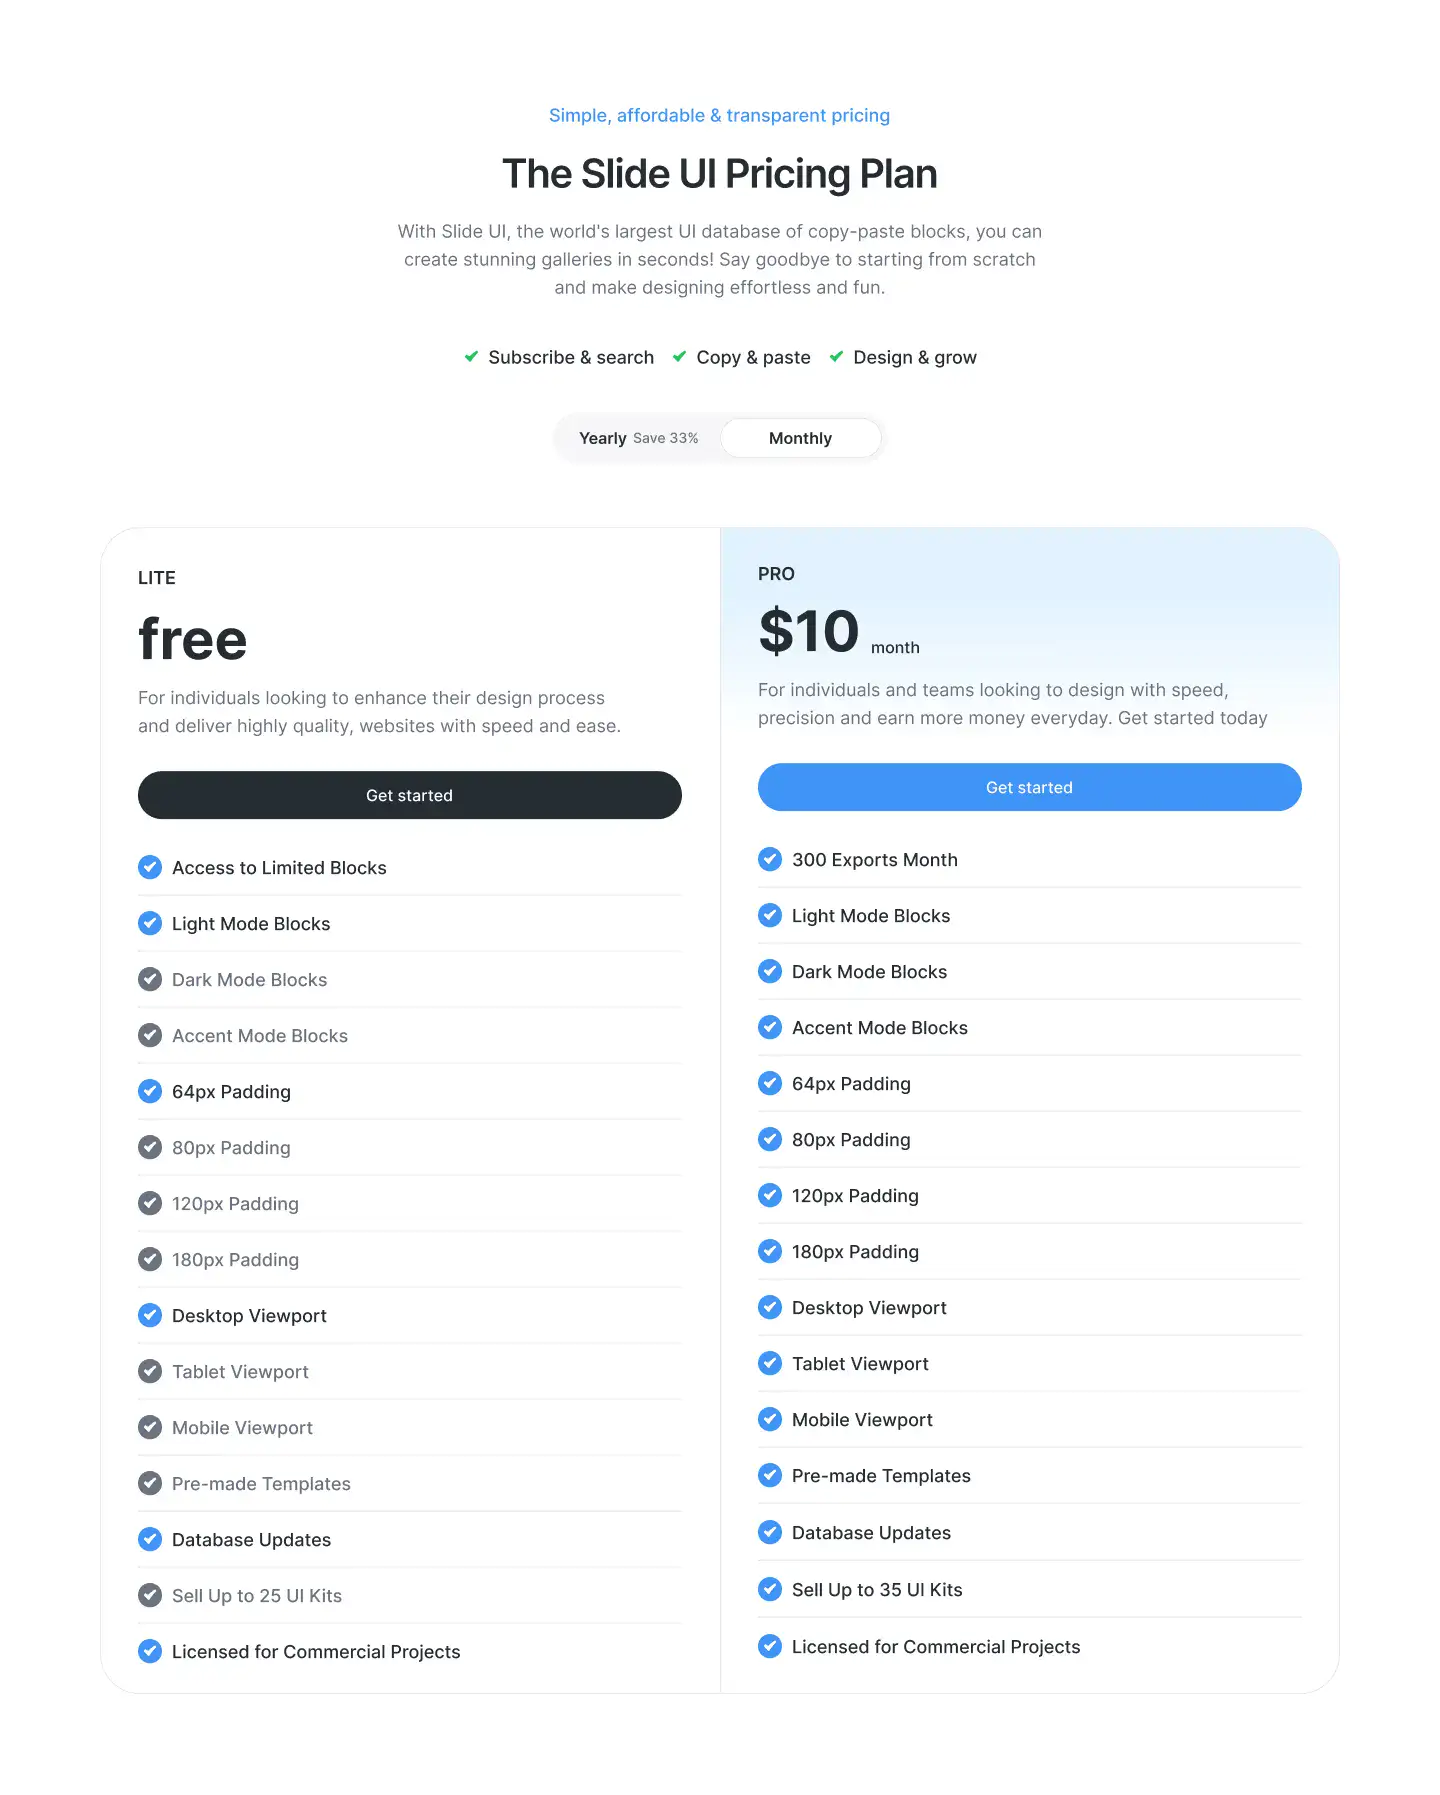 Simple, affordable & transparent pricing
The Slide UI Pricing Plan
With Slide UI, the world's largest UI database of copy-paste blocks, you can
create stunning galleries in seconds! Say goodbye to starting from scratch
and make designing effortless and fun.
Subscribe & search Copy & paste Design & grow
Yearly Save 33% Monthly
LITE
free
For individuals looking to enhance their design process
and deliver highly quality, websites with speed and ease.
Get started
Access to Limited Blocks
Light Mode Blocks
Dark Mode Blocks
Accent Mode Blocks
64px Padding
80px Padding
120px Padding
180px Padding
Desktop Viewport
Tablet Viewport
Mobile Viewport
Pre-made Templates
Database Updates
Sell Up to 25 UI Kits
Licensed for Commercial Projects
PRO
$10 month
For individuals and teams looking to design with speed,
precision and earn more money everyday. Get started today
Get started
300 Exports Month
Light Mode Blocks
Dark Mode Blocks
Accent Mode Blocks
64px Padding
80px Padding
120px Padding
180px Padding
Desktop Viewport
Tablet Viewport
Mobile Viewport
Pre-made Templates
Database Updates
Sell Up to 35 UI Kits
Licensed for Commercial Projects